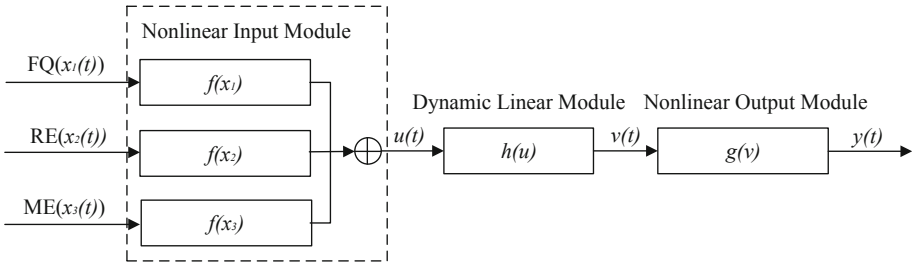 Nonlinear Input Module
FQ(x₁(t))
f(x₁)
RE(x₂(t))
f(x₂)
ME(x₃(t))
f(x₃)
u(t)
Dynamic Linear Module
h(u)
v(t)
Nonlinear Output Module
g(v)
y(t)